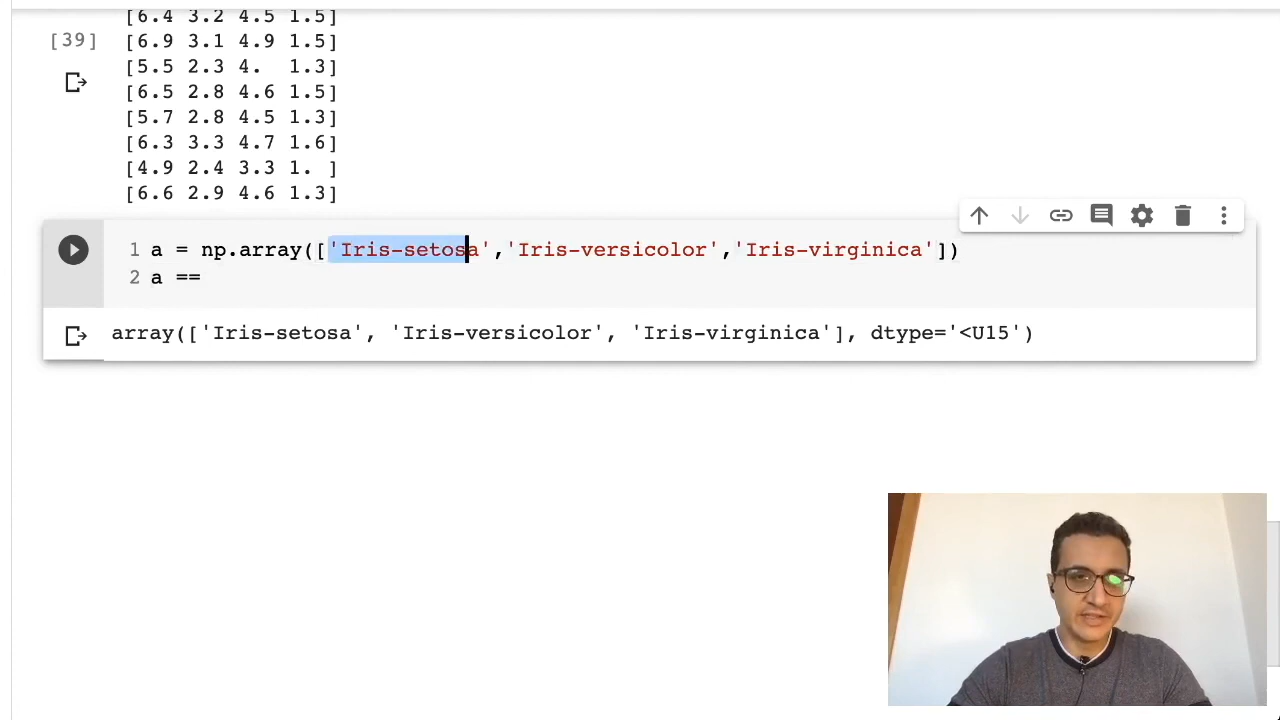 [6.4 3.2 4.5 1.5]
[39] [6.9 3.1 4.9 1.5]
[5.5 2.3 4.  1.3]
[6.5 2.8 4.6 1.5]
[5.7 2.8 4.5 1.3]
[6.3 3.3 4.7 1.6]
[4.9 2.4 3.3 1. ]
[6.6 2.9 4.6 1.3]
1 a = np.array(['Iris-setosa','Iris-versicolor','Iris-virginica'])
2 a ==
array(['Iris-setosa', 'Iris-versicolor', 'Iris-virginica'], dtype='<U15')